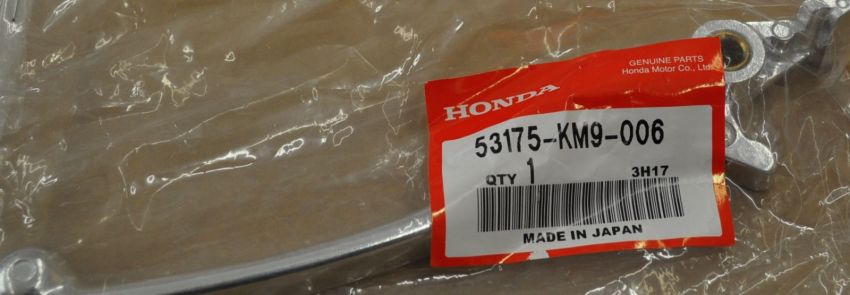 GENUINE PARTS
Honda Motor Co., Ltd.
HONDA
53175-KM9-006
QTY 1 3H17
MADE IN JAPAN